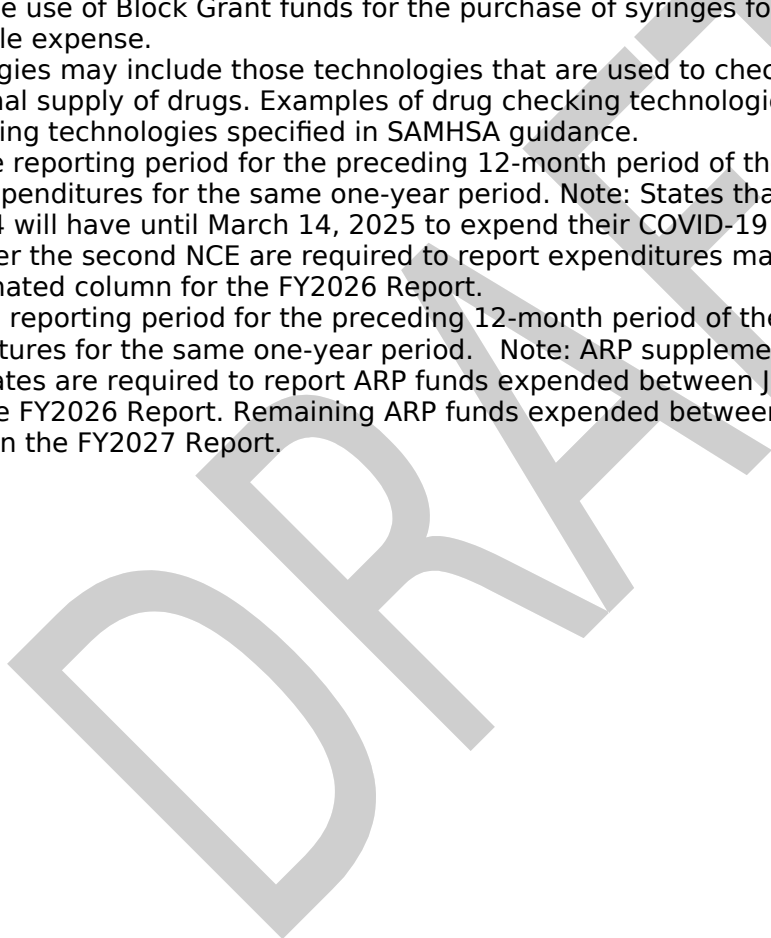 e use of Block Grant funds for the purchase of syringes fo
le expense.
gies may include those technologies that are used to chec
nal supply of drugs. Examples of drug checking technologi
ing technologies specified in SAMHSA guidance.
e reporting period for the preceding 12-month period of th
penditures for the same one-year period. Note: States tha
4 will have until March 14, 2025 to expend their COVID-19
er the second NCE are required to report expenditures ma
nated column for the FY2026 Report.
reporting period for the preceding 12-month period of the
tures for the same one-year period.   Note: ARP suppleme
ates are required to report ARP funds expended between J
e FY2026 Report. Remaining ARP funds expended between
n the FY2027 Report.
DRAFT